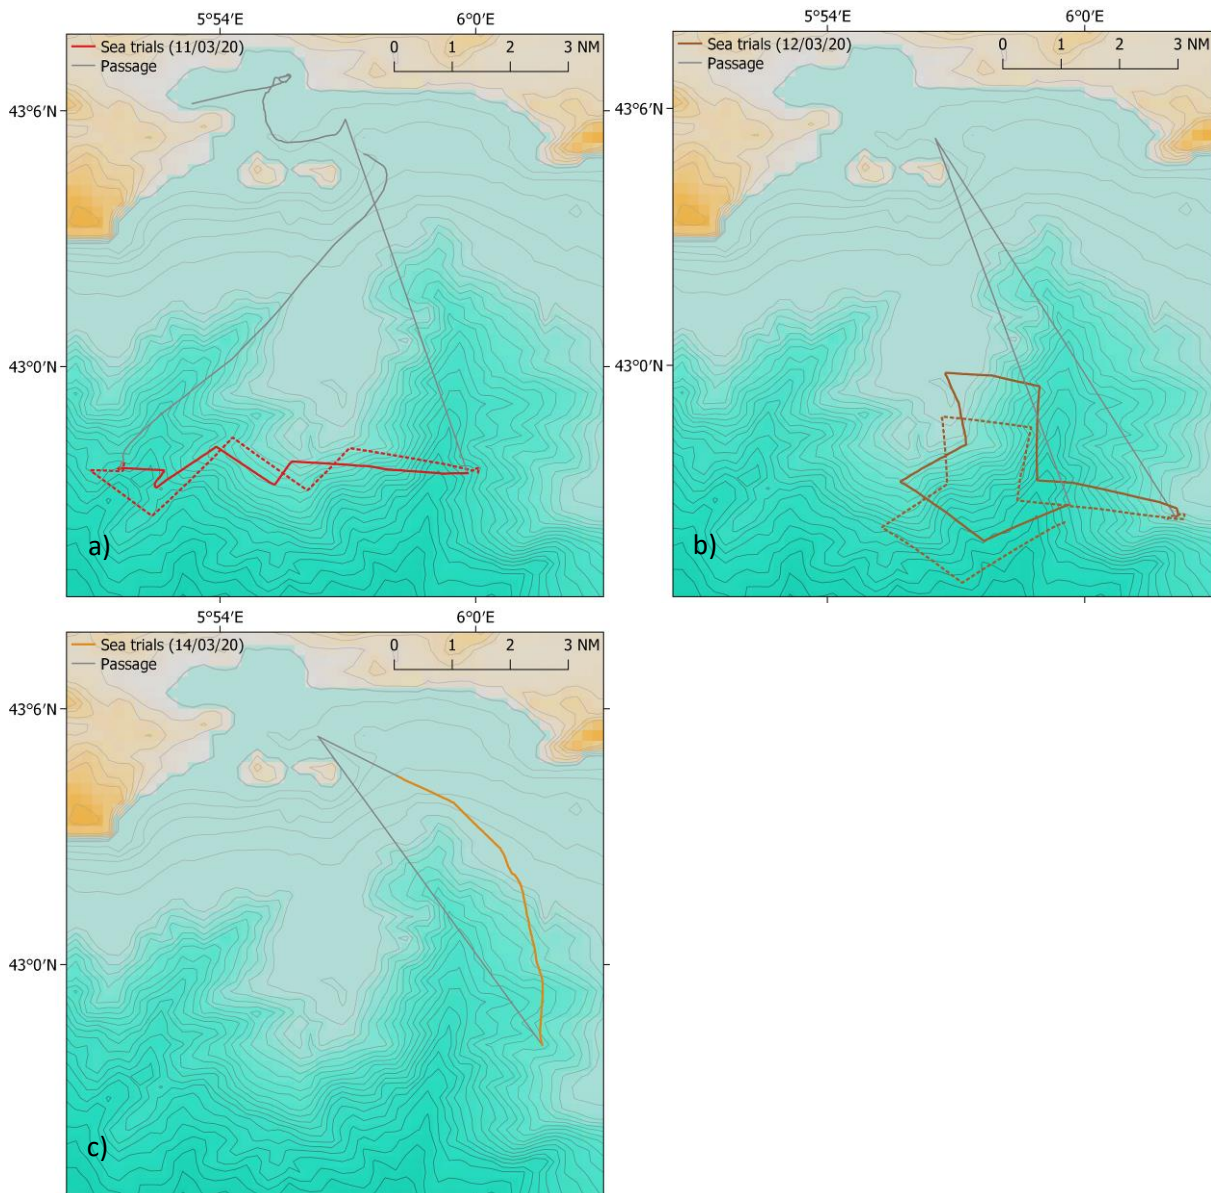 5°54′E 6°0′E
Sea trials (11/03/20) 0 1 2 3 NM
Passage
43°6′N
43°0′N
a)
5°54′E 6°0′E
Sea trials (12/03/20) 0 1 2 3 NM
Passage
43°6′N
43°0′N
b)
5°54′E 6°0′E
Sea trials (14/03/20) 0 1 2 3 NM
Passage
43°6′N
43°0′N
c)